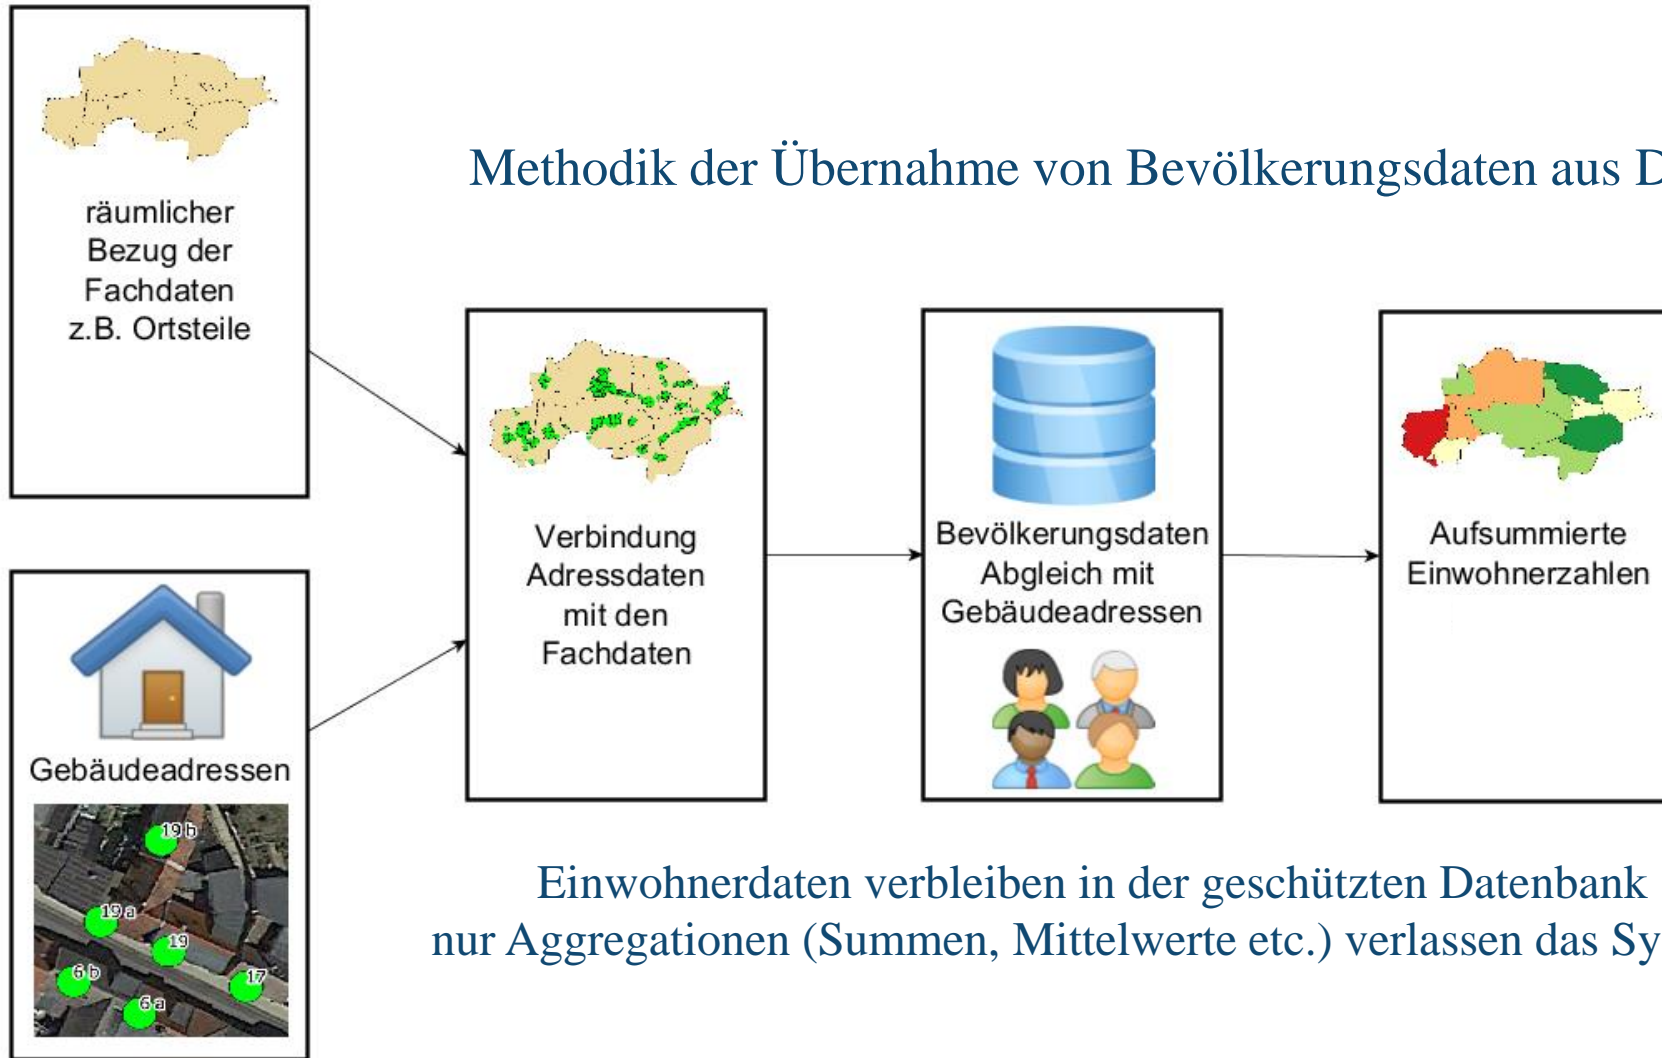 räumlicher
Bezug der
Fachdaten
z.B. Ortsteile
Methodik der Übernahme von Bevölkerungsdaten aus D
Verbindung
Adressdaten
mit den
Fachdaten
Bevölkerungsdaten
Abgleich mit
Gebäudeadressen
Aufsummierte
Einwohnerzahlen
Gebäudeadressen
19 b
19 a
19
17
6 b
6 a
Einwohnerdaten verbleiben in der geschützten Datenbank
nur Aggregationen (Summen, Mittelwerte etc.) verlassen das Sy